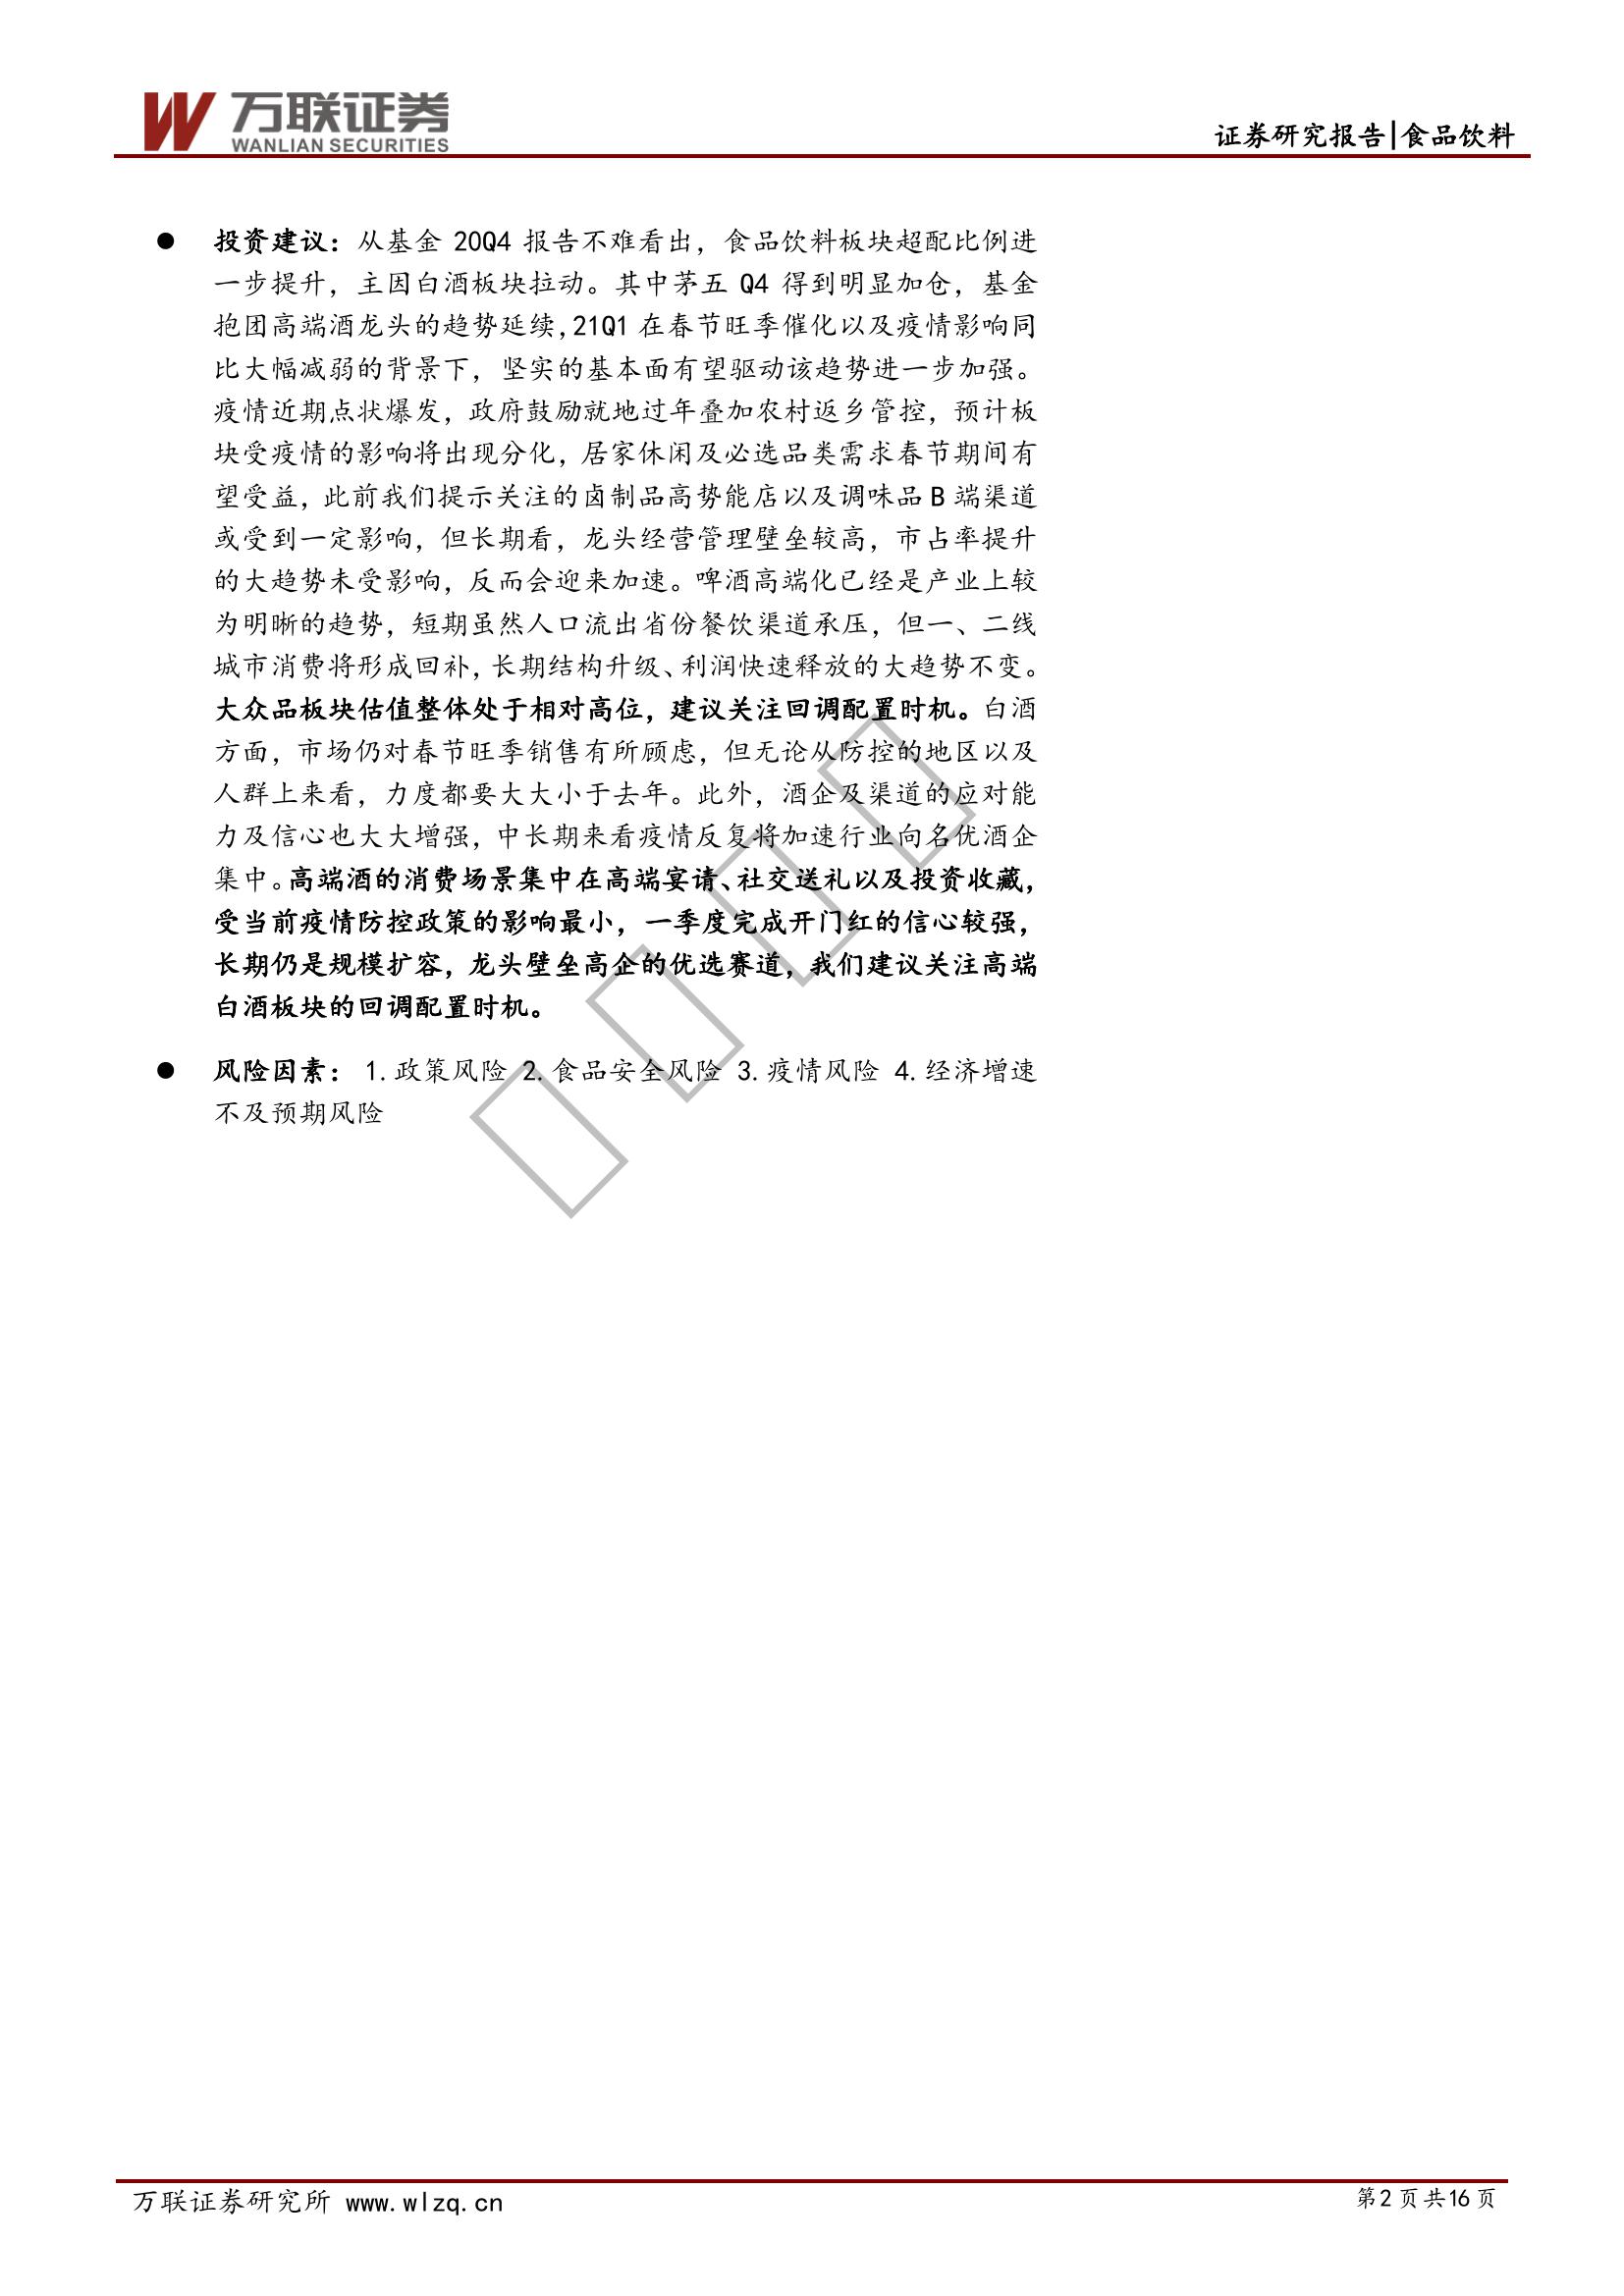 万联证券
WANLIAN SECURITIES
证券研究报告|食品饮料
● 投资建议：从基金 20Q4 报告不难看出，食品饮料板块超配比例进
一步提升，主因白酒板块拉动。其中茅五 Q4 得到明显加仓，基金
抱团高端酒龙头的趋势延续,21Q1 在春节旺季催化以及疫情影响同
比大幅减弱的背景下，坚实的基本面有望驱动该趋势进一步加强。
疫情近期点状爆发，政府鼓励就地过年叠加农村返乡管控，预计板
块受疫情的影响将出现分化，居家休闲及必选品类需求春节期间有
望受益，此前我们提示关注的卤制品高势能店以及调味品 B 端渠道
或受到一定影响，但长期看，龙头经营管理壁垒较高，市占率提升
的大趋势未受影响，反而会迎来加速。啤酒高端化已经是产业上较
为明晰的趋势，短期虽然人口流出省份餐饮渠道承压，但一、二线
城市消费将形成回补，长期结构升级、利润快速释放的大趋势不变。
大众品板块估值整体处于相对高位，建议关注回调配置时机。白酒
方面，市场仍对春节旺季销售有所顾虑，但无论从防控的地区以及
人群上来看，力度都要大大小于去年。此外，酒企及渠道的应对能
力及信心也大大增强，中长期来看疫情反复将加速行业向名优酒企
集中。高端酒的消费场景集中在高端宴请、社交送礼以及投资收藏，
受当前疫情防控政策的影响最小，一季度完成开门红的信心较强，
长期仍是规模扩容，龙头壁垒高企的优选赛道，我们建议关注高端
白酒板块的回调配置时机。
● 风险因素： 1.政策风险 2.食品安全风险 3.疫情风险 4.经济增速
不及预期风险
万联证券研究所 www.wlzq.cn
第2页共16页